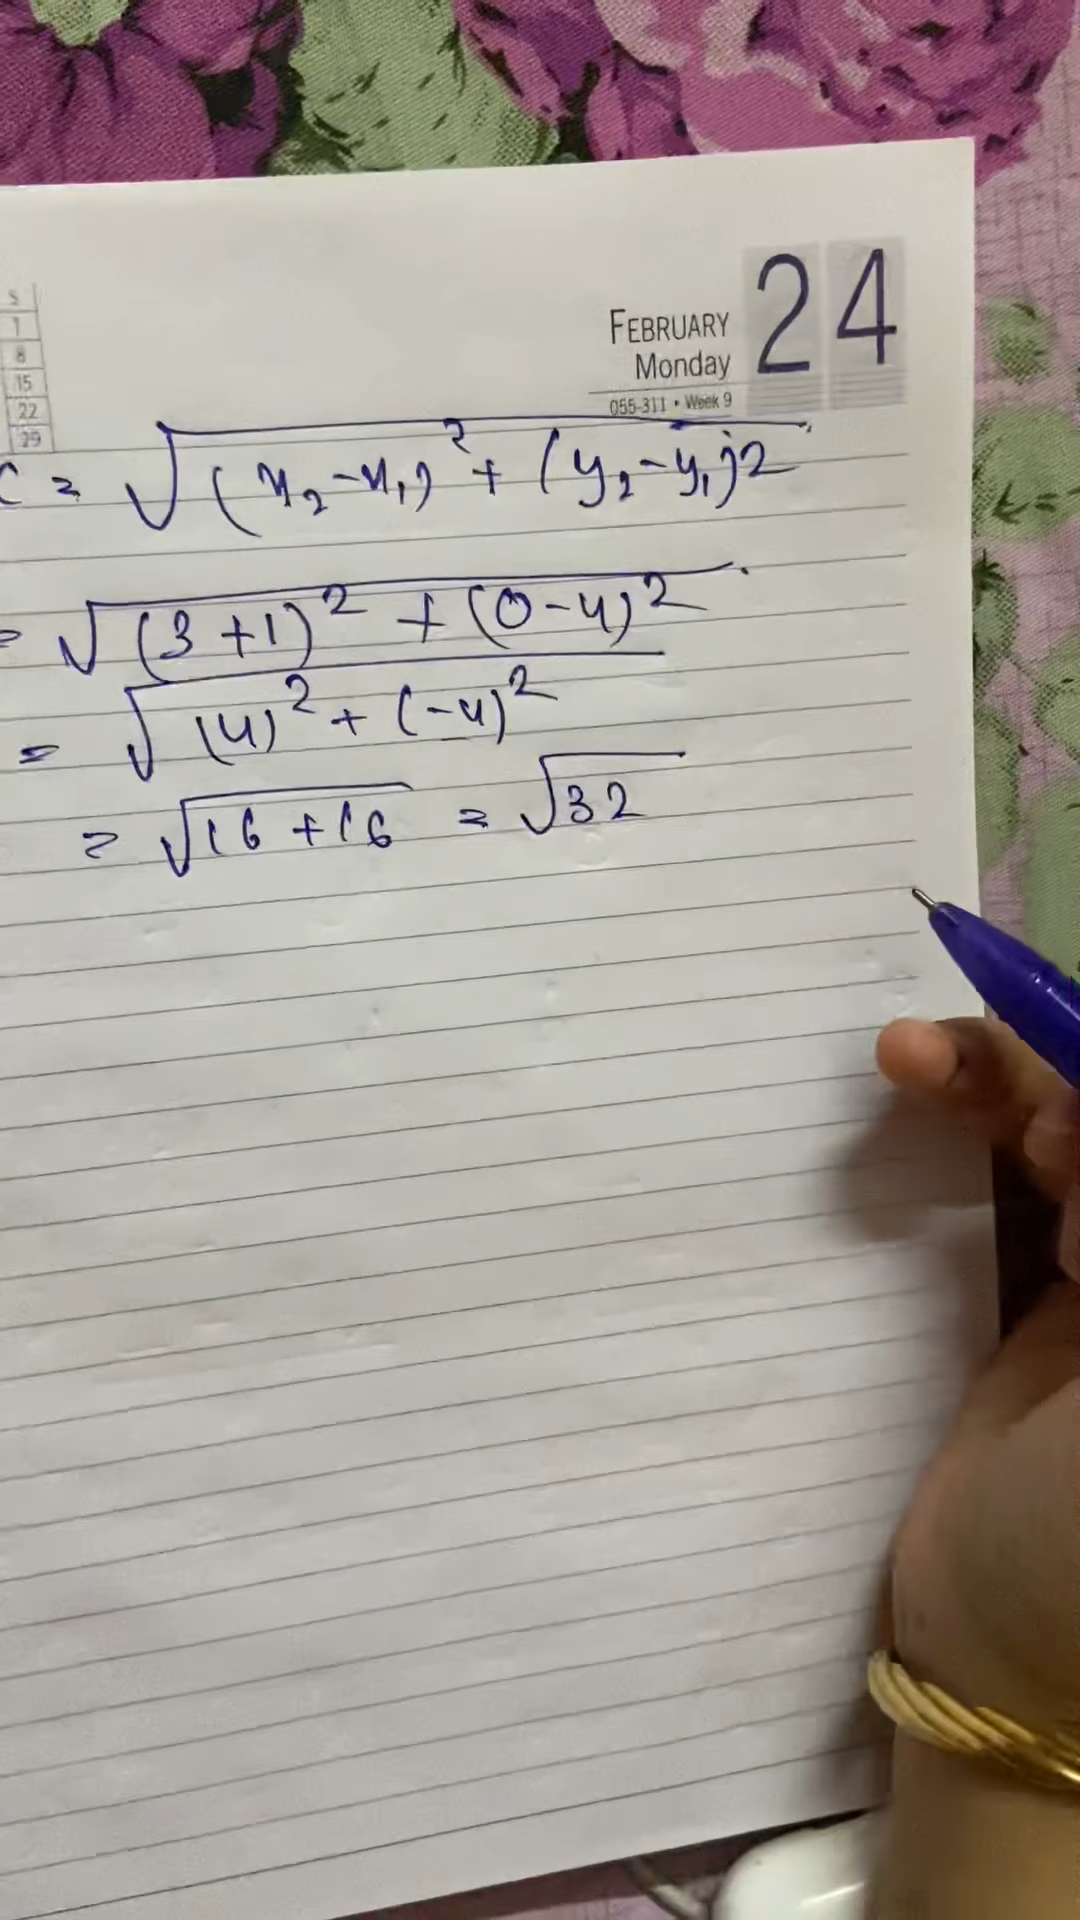 S
1
8
15
22
29
FEBRUARY 24
Monday
055-311 • Week 9
C = √(x₂-x₁)² + (y₂-y₁)2
= √(3+1)² + (0-4)²
= √(4)² + (-4)²
= √16+16 = √32